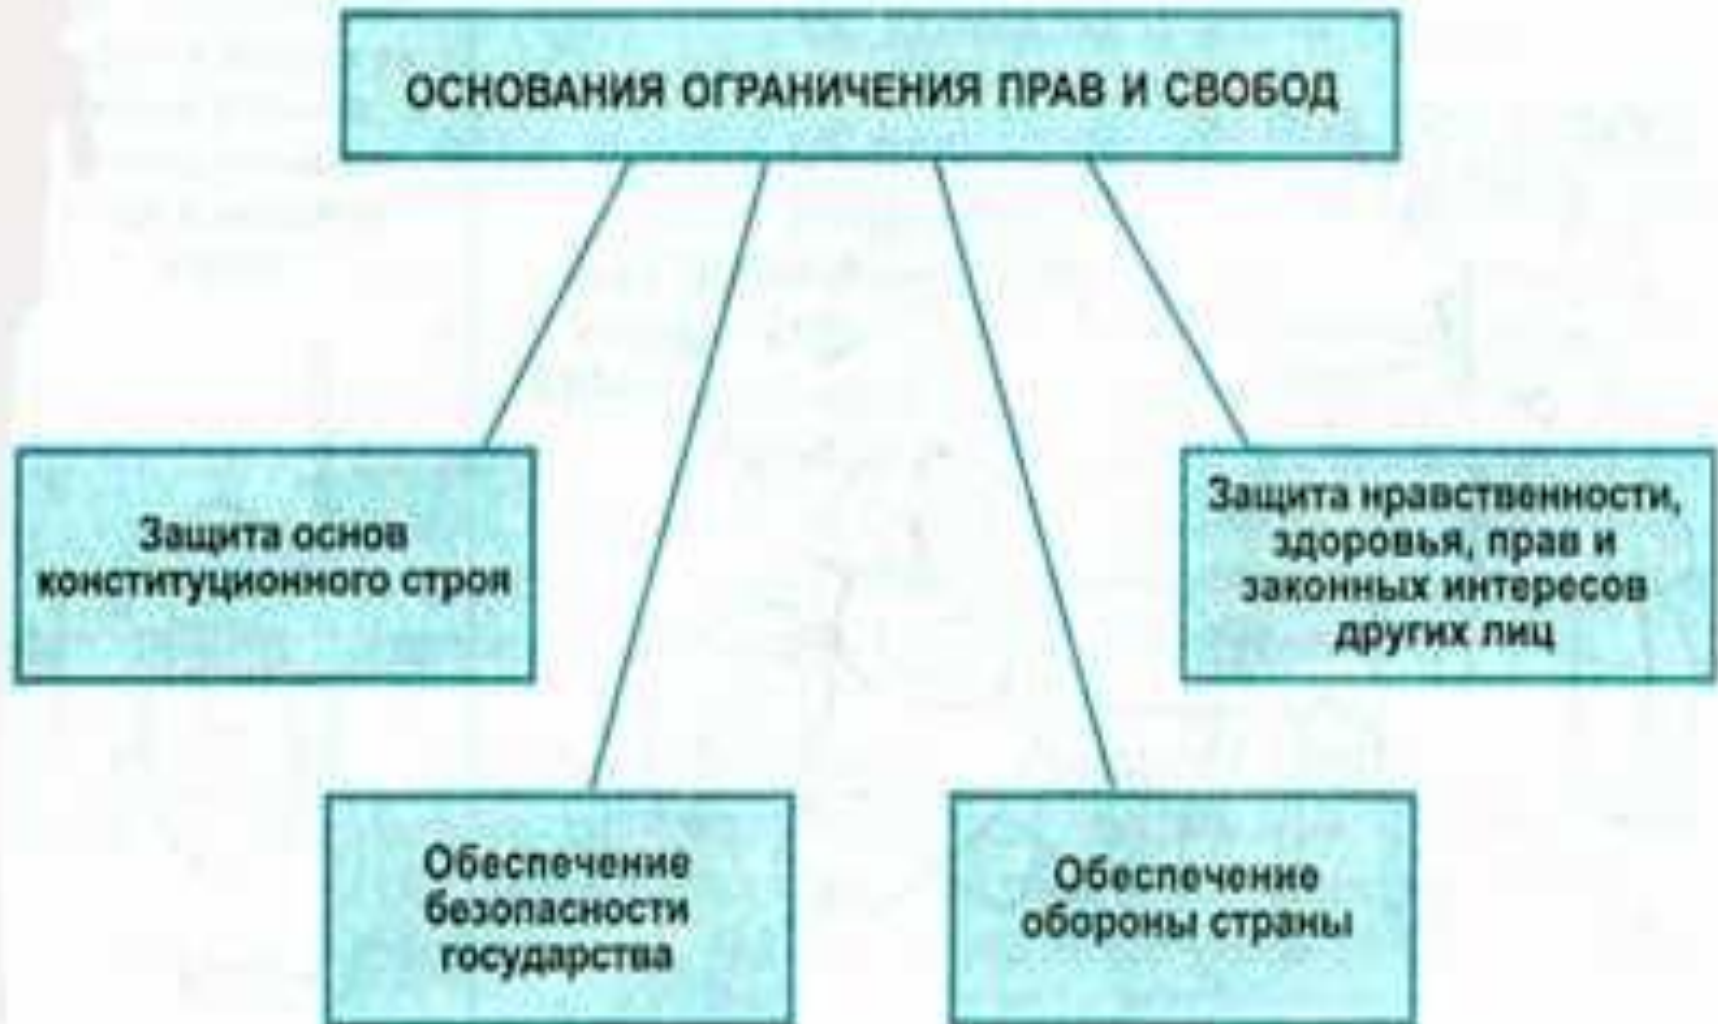 ОСНОВАНИЯ ОГРАНИЧЕНИЯ ПРАВ И СВОБОД
Защита основ
конституционного строя
Защита нравственности,
здоровья, прав и
законных интересов
других лиц
Обеспечение
безопасности
государства
Обеспечение
обороны страны